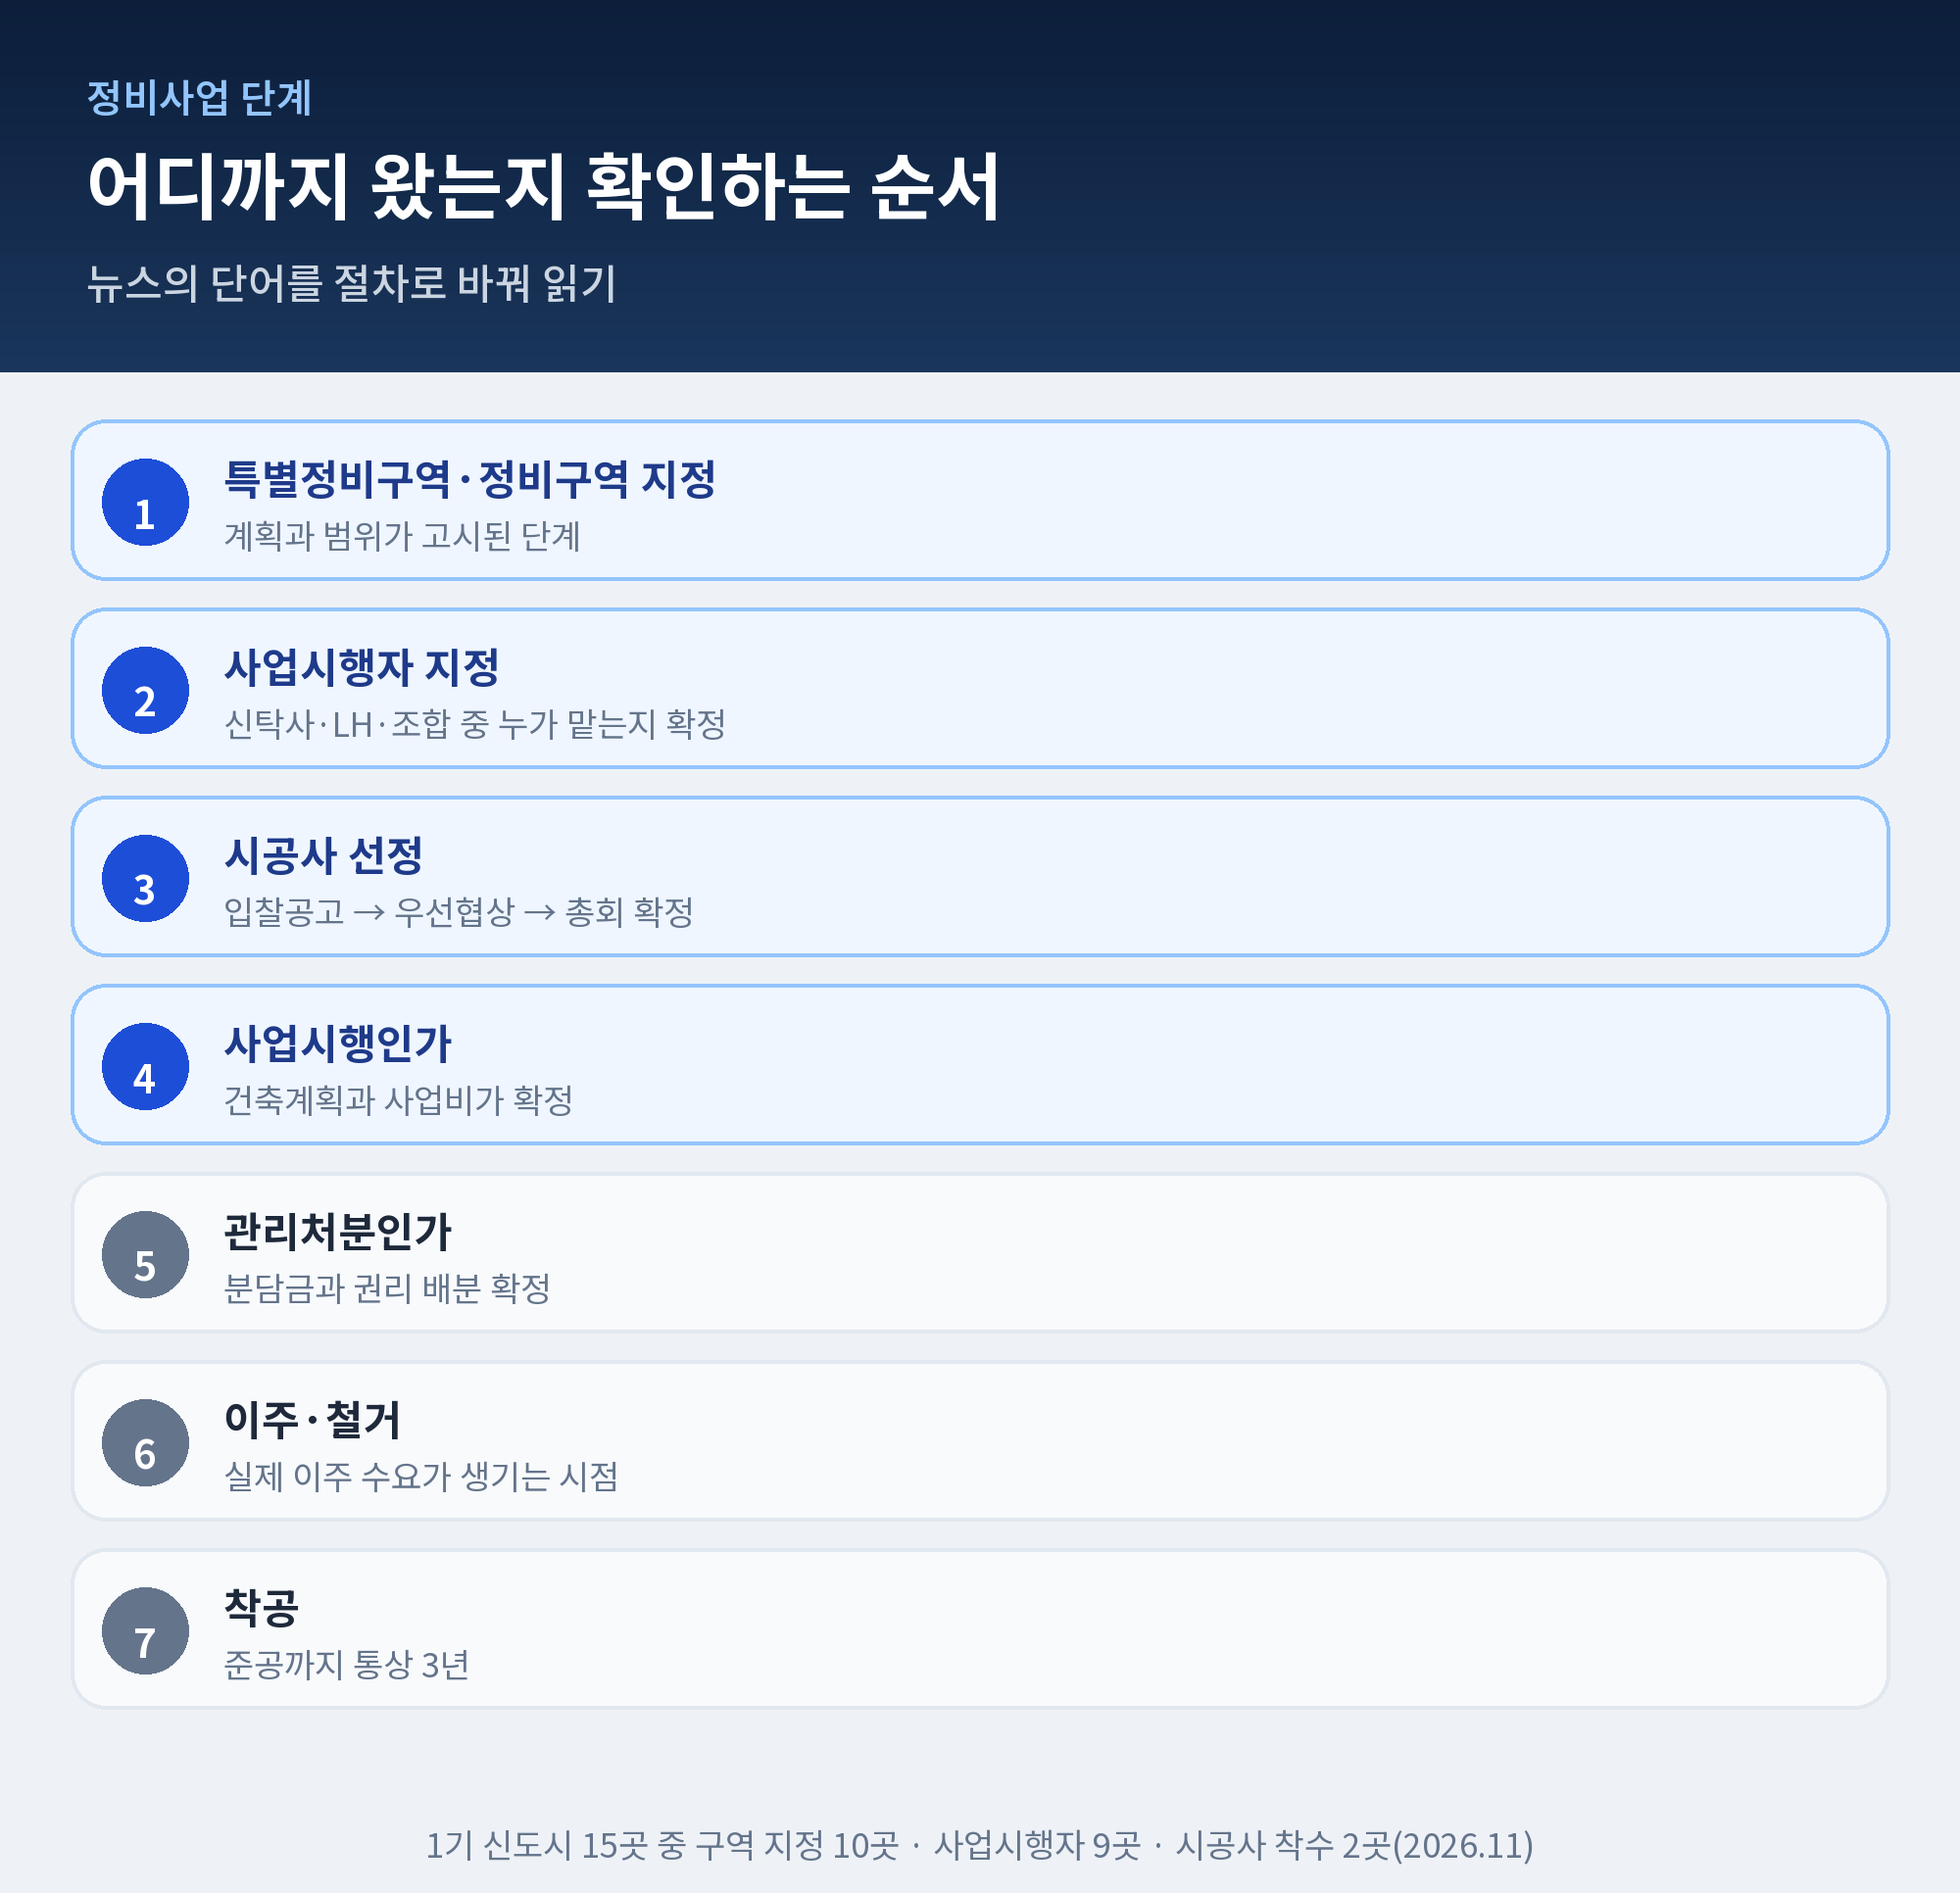 정비사업 단계
어디까지 왔는지 확인하는 순서
뉴스의 단어를 절차로 바꿔 읽기
1
특별정비구역·정비구역 지정
계획과 범위가 고시된 단계
2
사업시행자 지정
신탁사·LH·조합 중 누가 맡는지 확정
3
시공사 선정
입찰공고 → 우선협상 → 총회 확정
4
사업시행인가
건축계획과 사업비가 확정
5
관리처분인가
분담금과 권리 배분 확정
6
이주·철거
실제 이주 수요가 생기는 시점
7
착공
준공까지 통상 3년
1기 신도시 15곳 중 구역 지정 10곳 · 사업시행자 9곳 · 시공사 착수 2곳(2026.11)